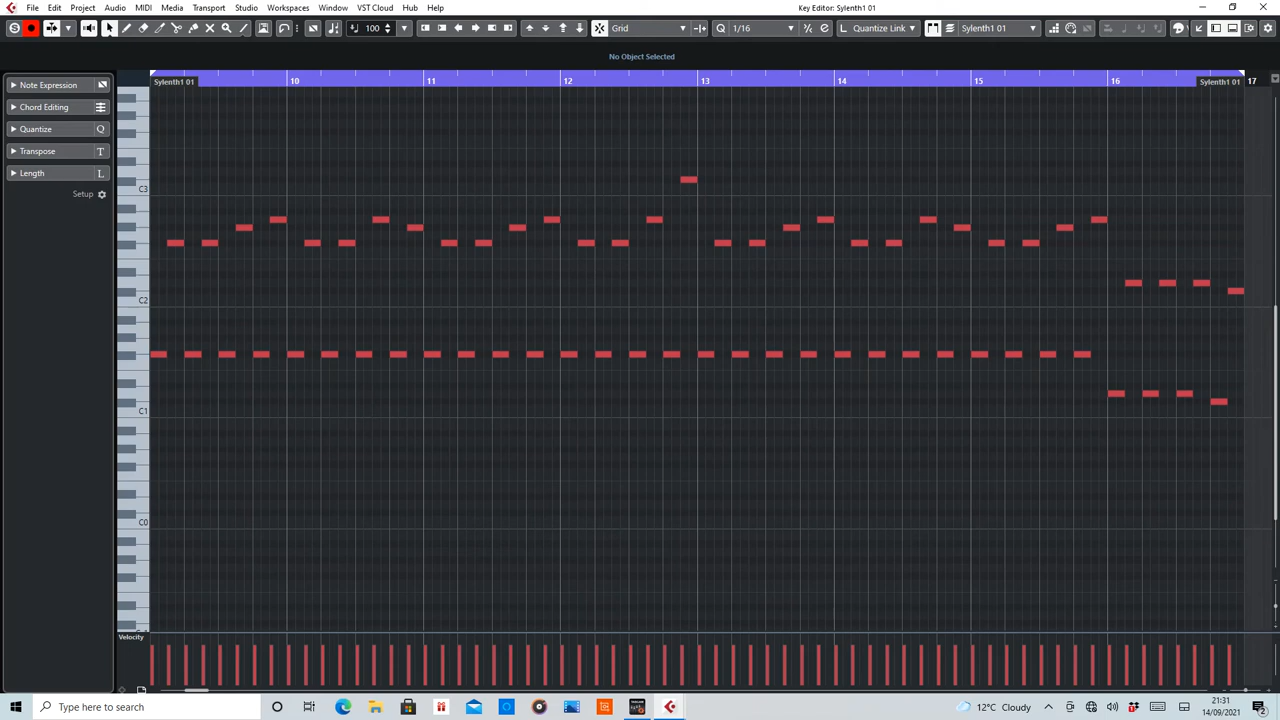 File Edit Project Audio MIDI Media Transport Studio Workspaces Window VST Cloud Hub Help Key Editor: Sylenth1 01
100 Grid 1/16 Quantize Link Sylenth1 01
No Object Selected
10 11 12 13 14 15 16 17
Sylenth1 01 Sylenth1 01
Note Expression
Chord Editing
Quantize Q
Transpose T
Length L
Setup
C3
C2
C1
C0
Velocity
Type here to search
12°C Cloudy
21:31
14/09/2021
2